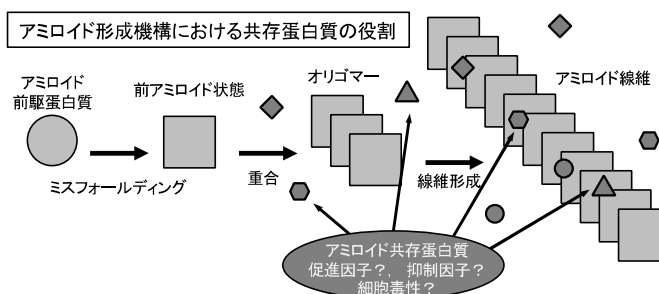 アミロイド形成機構における共存蛋白質の役割
アミロイド
前駆蛋白質
前アミロイド状態
オリゴマー
アミロイド線維
ミスフォールディング
重合
線維形成
アミロイド共存蛋白質
促進因子？， 抑制因子？
細胞毒性？